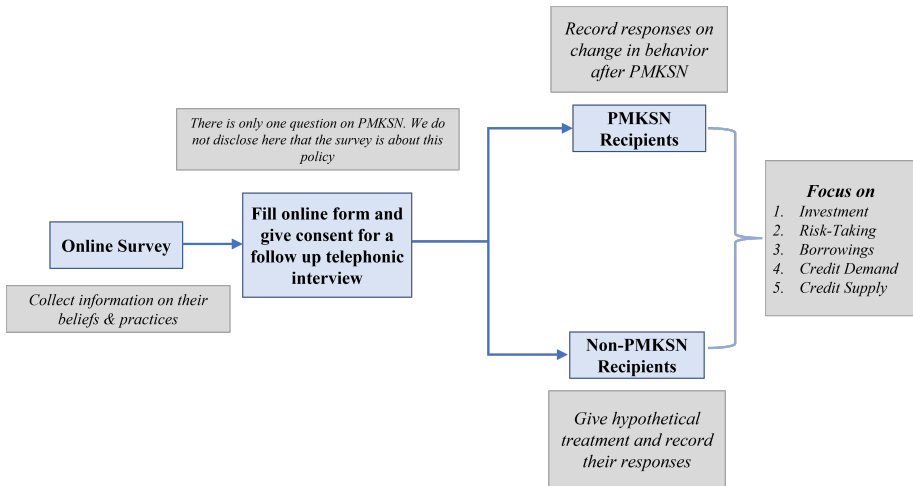 Record responses on
change in behavior
after PMKSN
There is only one question on PMKSN. We do
not disclose here that the survey is about this
policy
PMKSN
Recipients
Fill online form and
give consent for a
follow up telephonic
interview
Online Survey
Collect information on their
beliefs & practices
Focus on
1. Investment
2. Risk-Taking
3. Borrowings
4. Credit Demand
5. Credit Supply
Non-PMKSN
Recipients
Give hypothetical
treatment and record
their responses